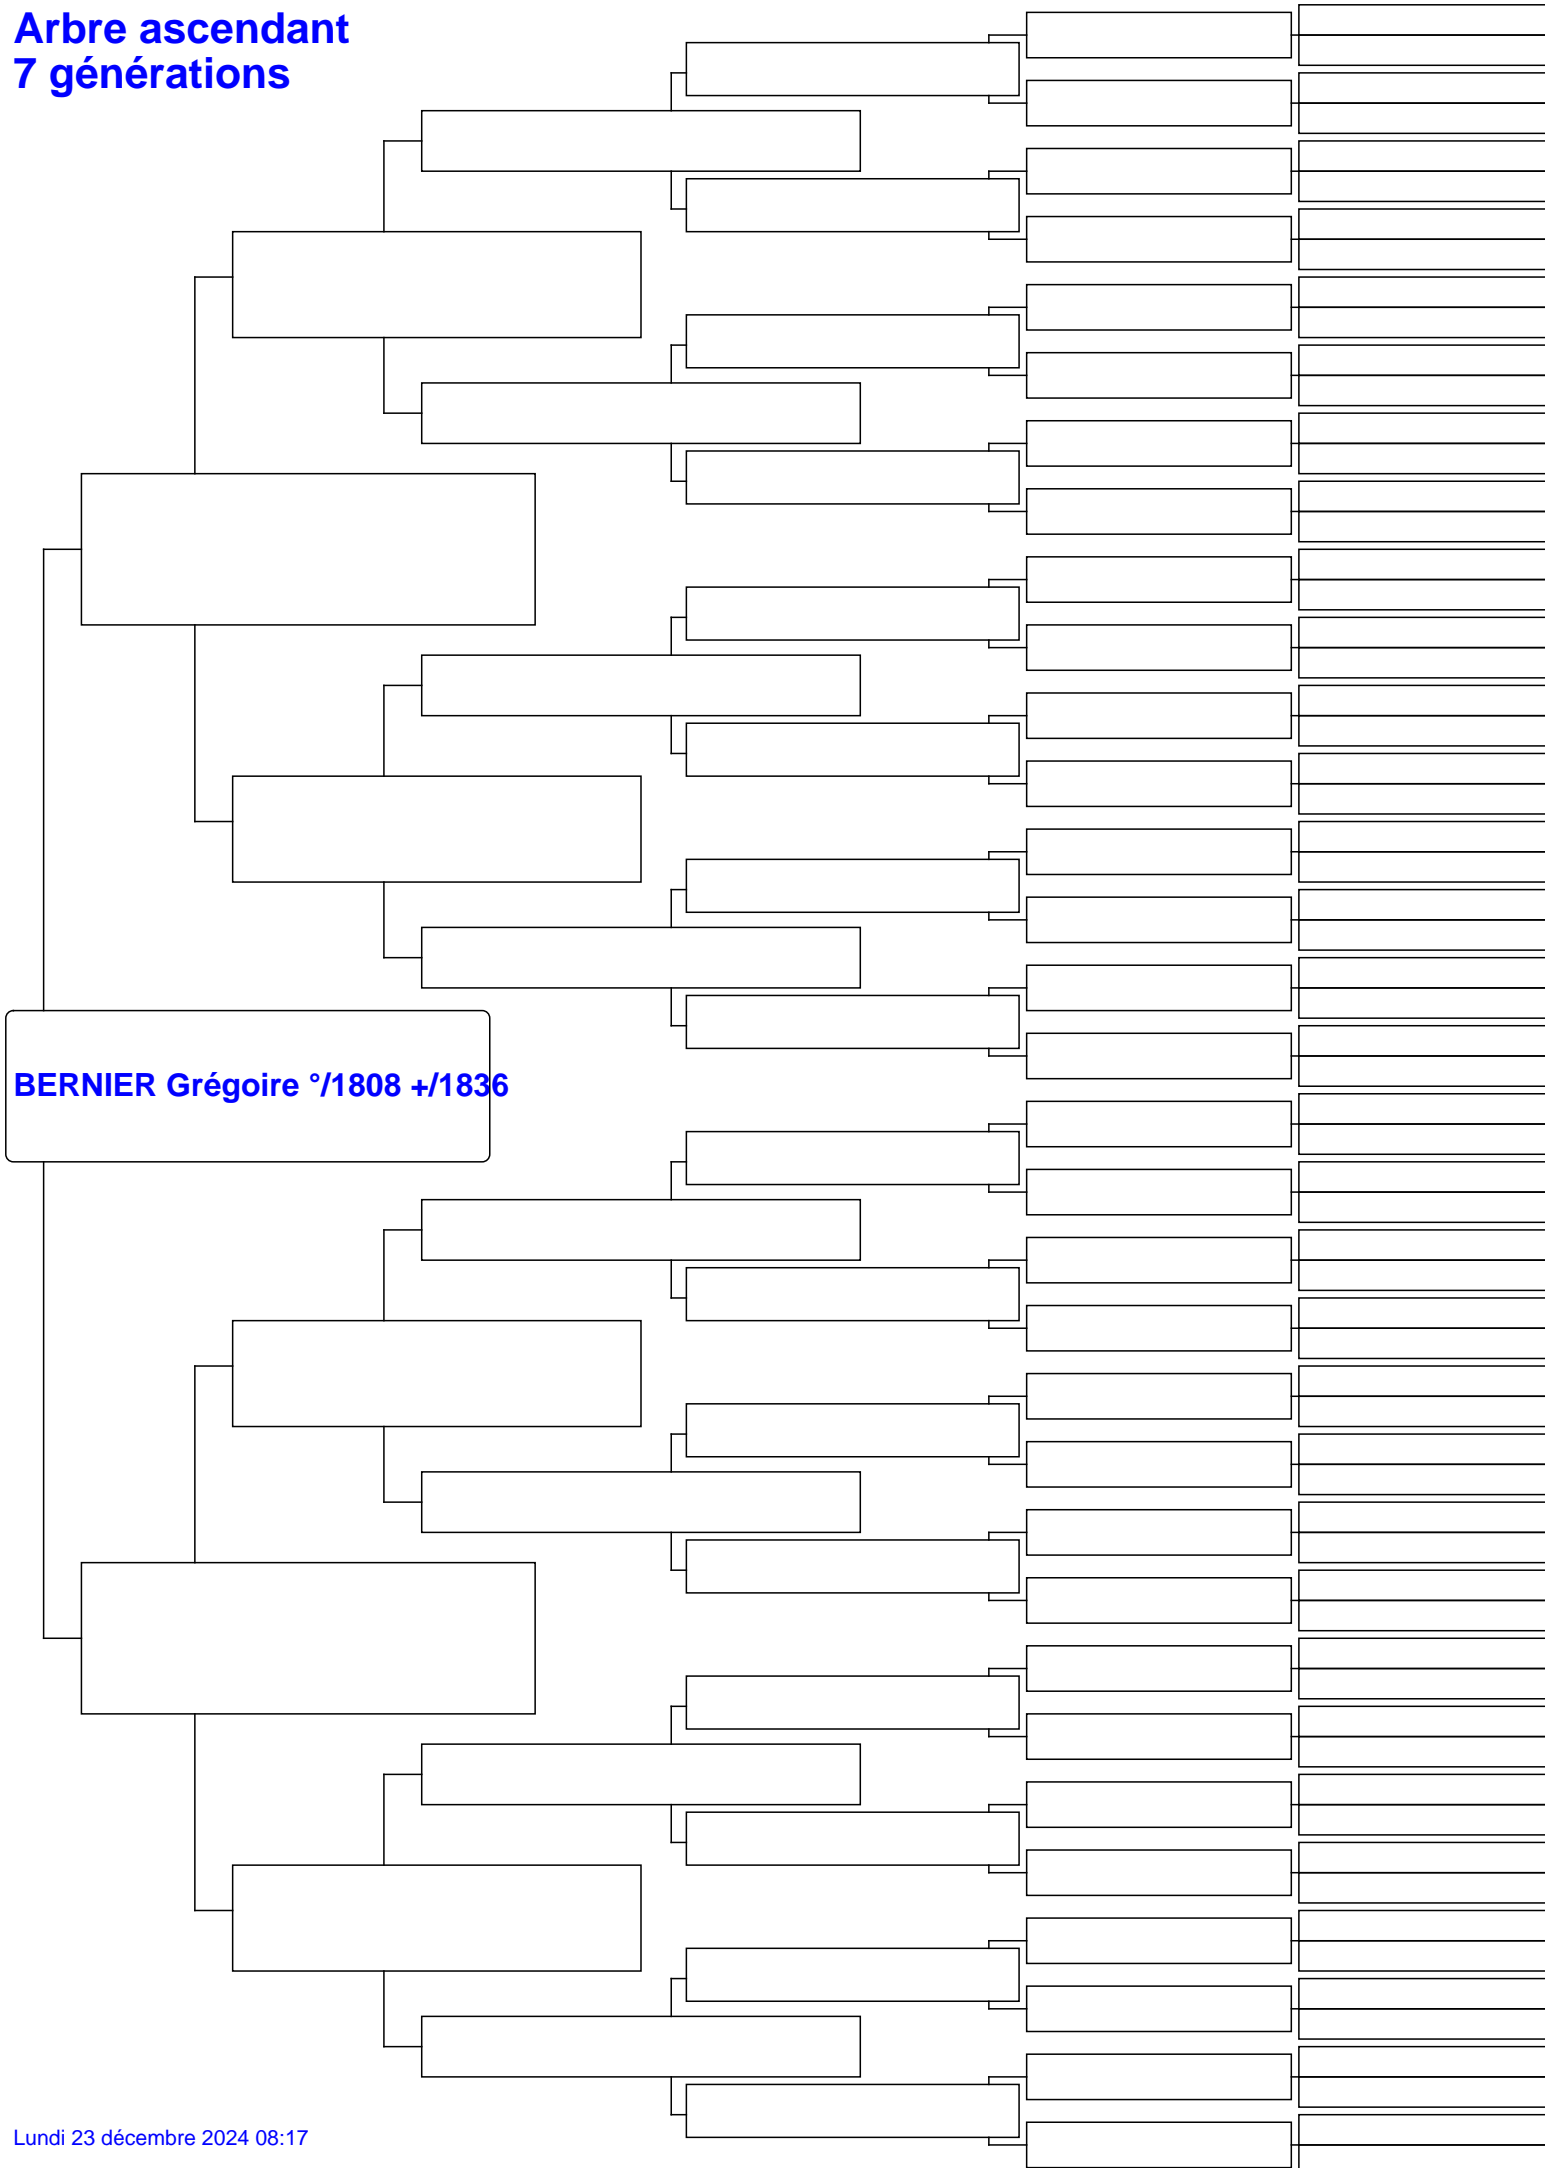 Arbre ascendant
7 générations
BERNIER Grégoire °/1808 +/1836
Lundi 23 décembre 2024 08:17